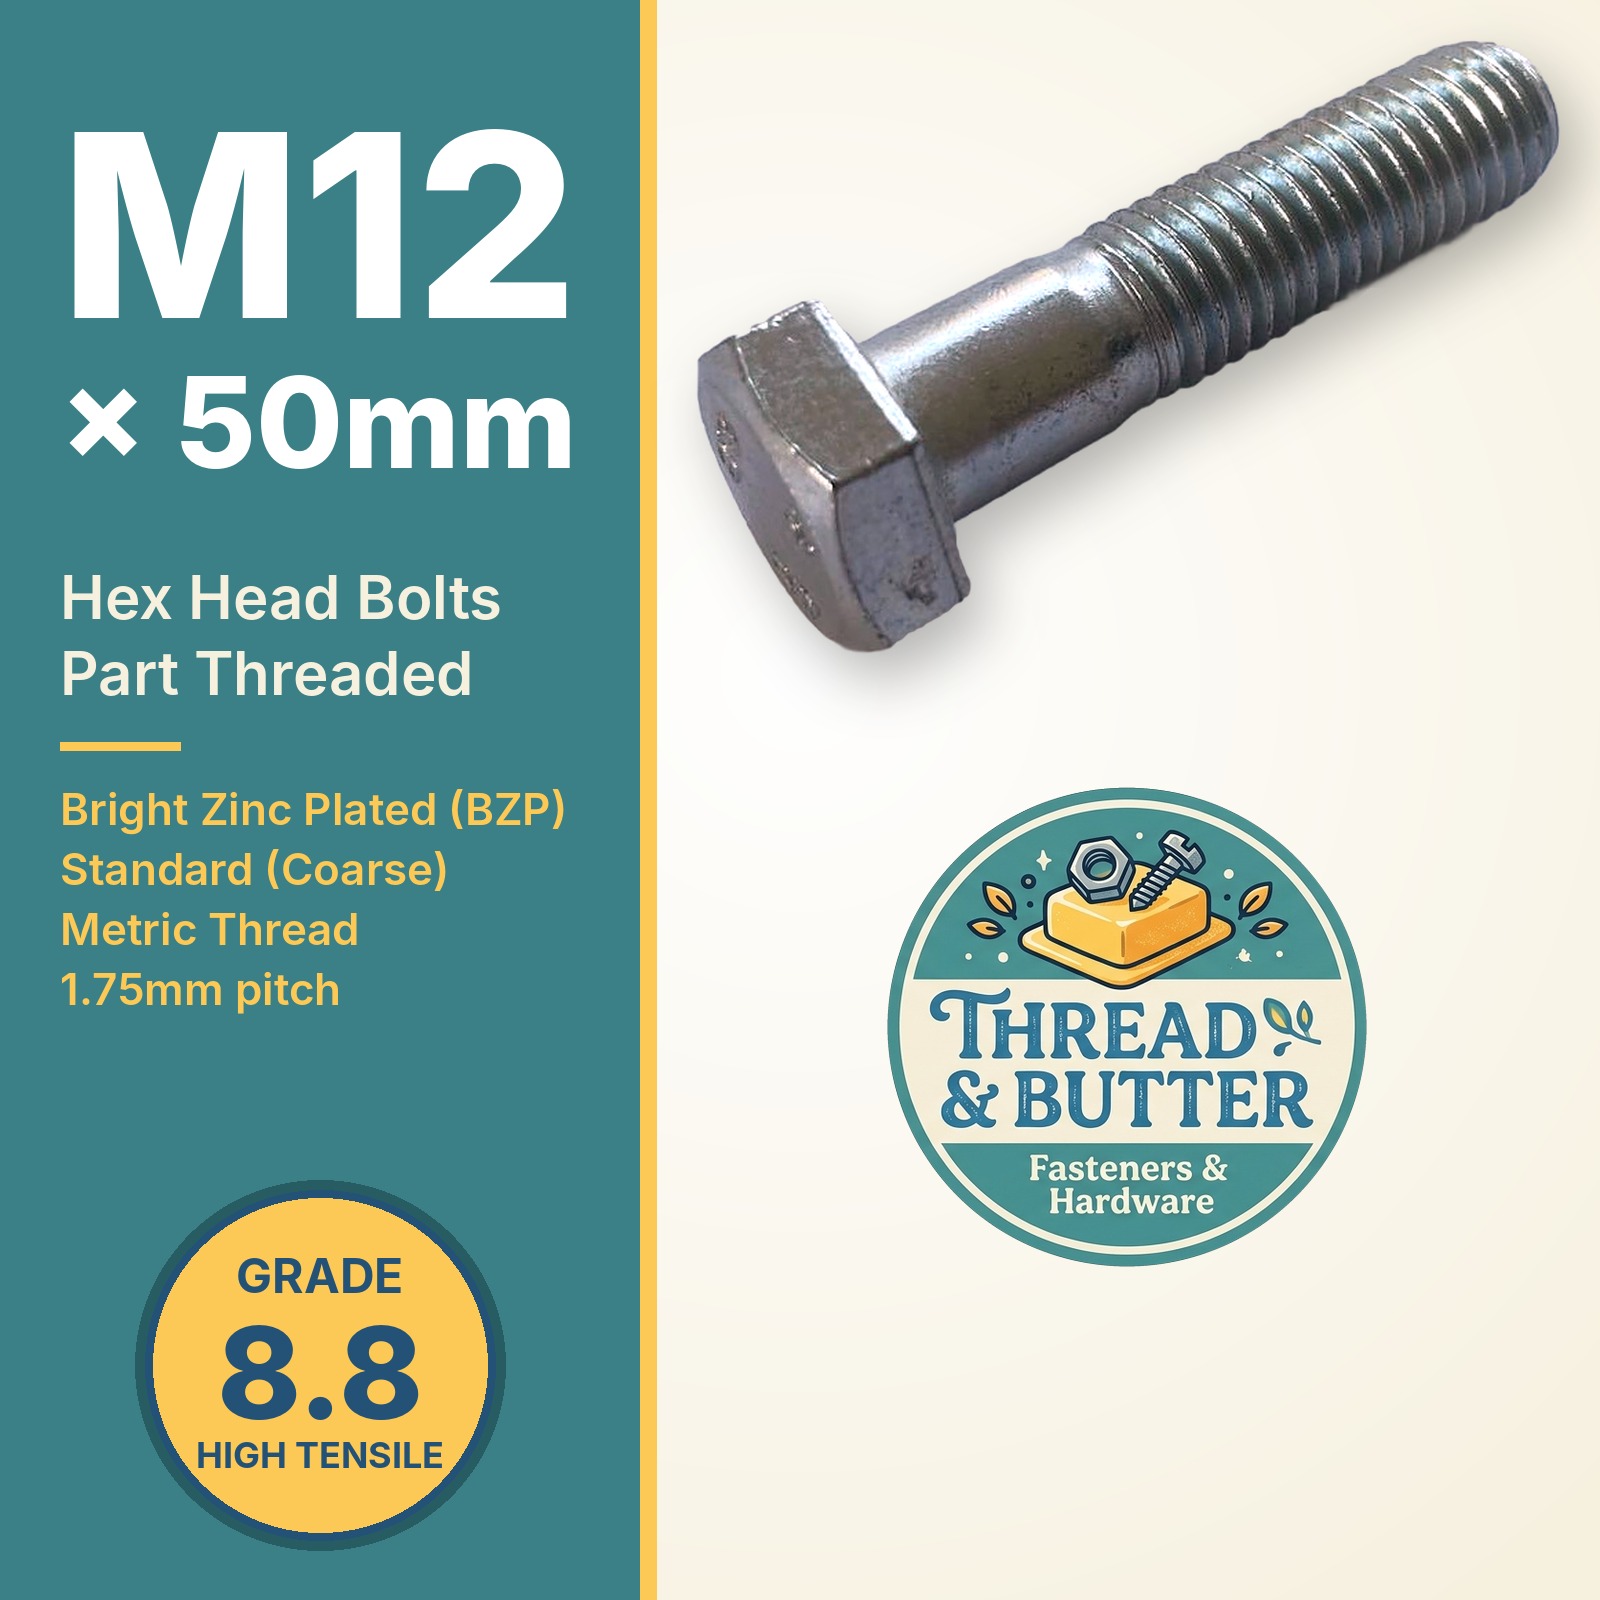 M12
× 50mm
Hex Head Bolts
Part Threaded
Bright Zinc Plated (BZP)
Standard (Coarse)
Metric Thread
1.75mm pitch
GRADE
8.8
HIGH TENSILE
THREAD
& BUTTER
Fasteners &
Hardware